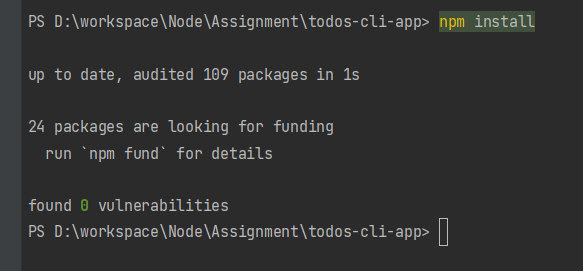 PS D:\workspace\Node\Assignment\todos-cli-app> npm install
up to date, audited 109 packages in 1s
24 packages are looking for funding
  run `npm fund` for details
found 0 vulnerabilities
PS D:\workspace\Node\Assignment\todos-cli-app>